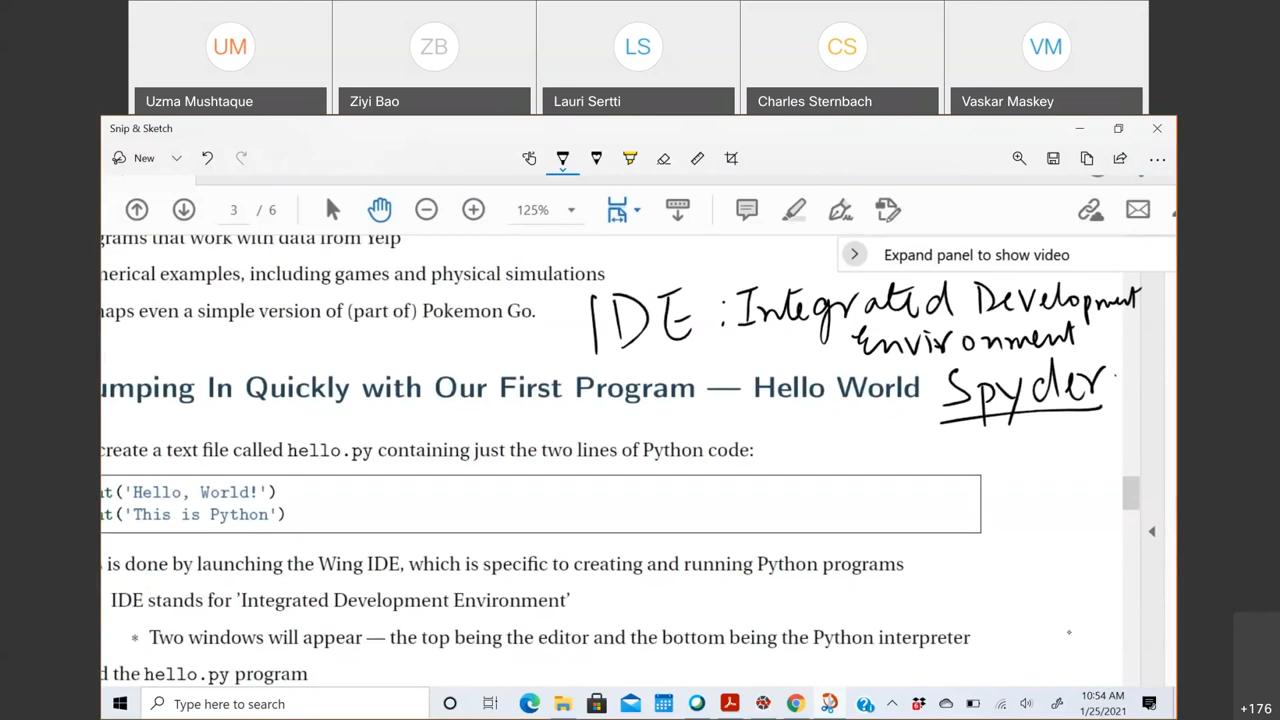 UM ZB LS CS VM
Uzma Mushtaque Ziyi Bao Lauri Sertti Charles Sternbach Vaskar Maskey
Snip & Sketch
New
3 / 6 125%
grams that work with data from Yelp
Expand panel to show video
erical examples, including games and physical simulations
haps even a simple version of (part of) Pokemon Go.
IDE : Integrated Development
Environment
umping In Quickly with Our First Program — Hello World
Spyder
create a text file called hello.py containing just the two lines of Python code:
nt('Hello, World!')
nt('This is Python')
is done by launching the Wing IDE, which is specific to creating and running Python programs
IDE stands for 'Integrated Development Environment'
* Two windows will appear — the top being the editor and the bottom being the Python interpreter
d the hello.py program
Type here to search
10:54 AM
1/25/2021
+176